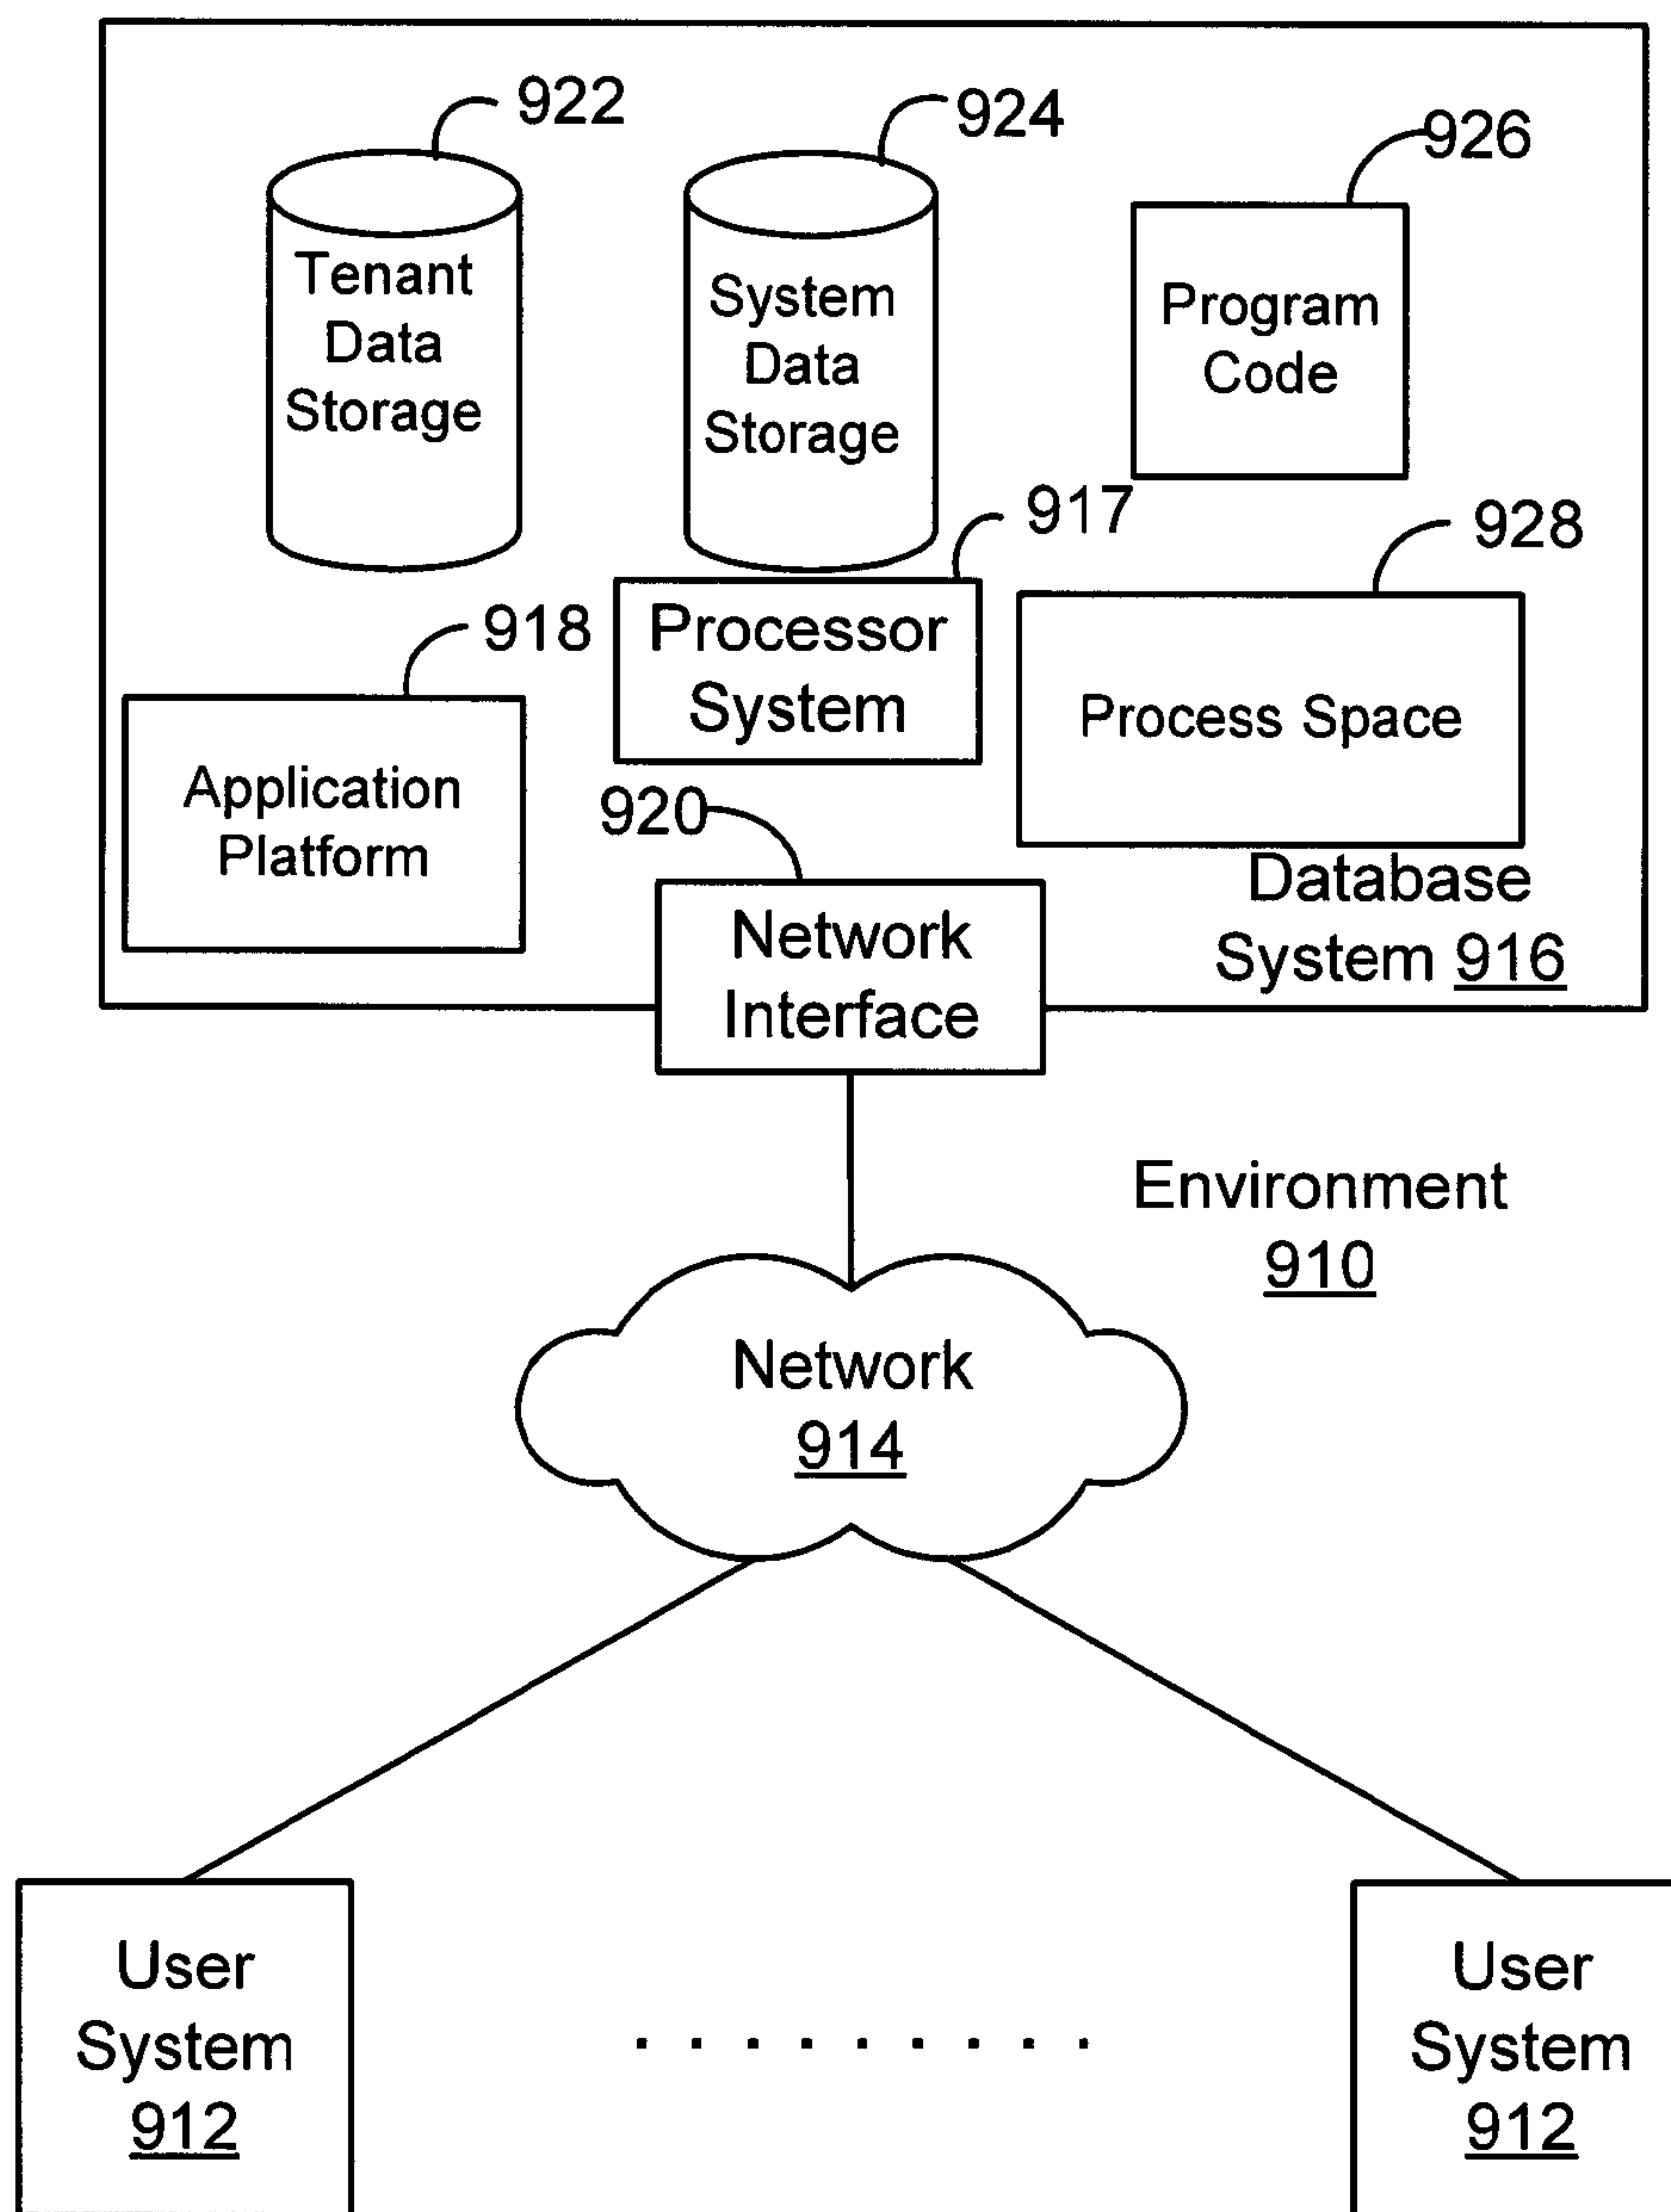 922
924
926
Tenant
Data
Storage
System
Data
Storage
Program
Code
917
928
918
Processor
System
Process Space
Application
Platform
920
Database
System 916
Network
Interface
Environment
910
Network
914
User
System
912
. . . . . . . . .
User
System
912